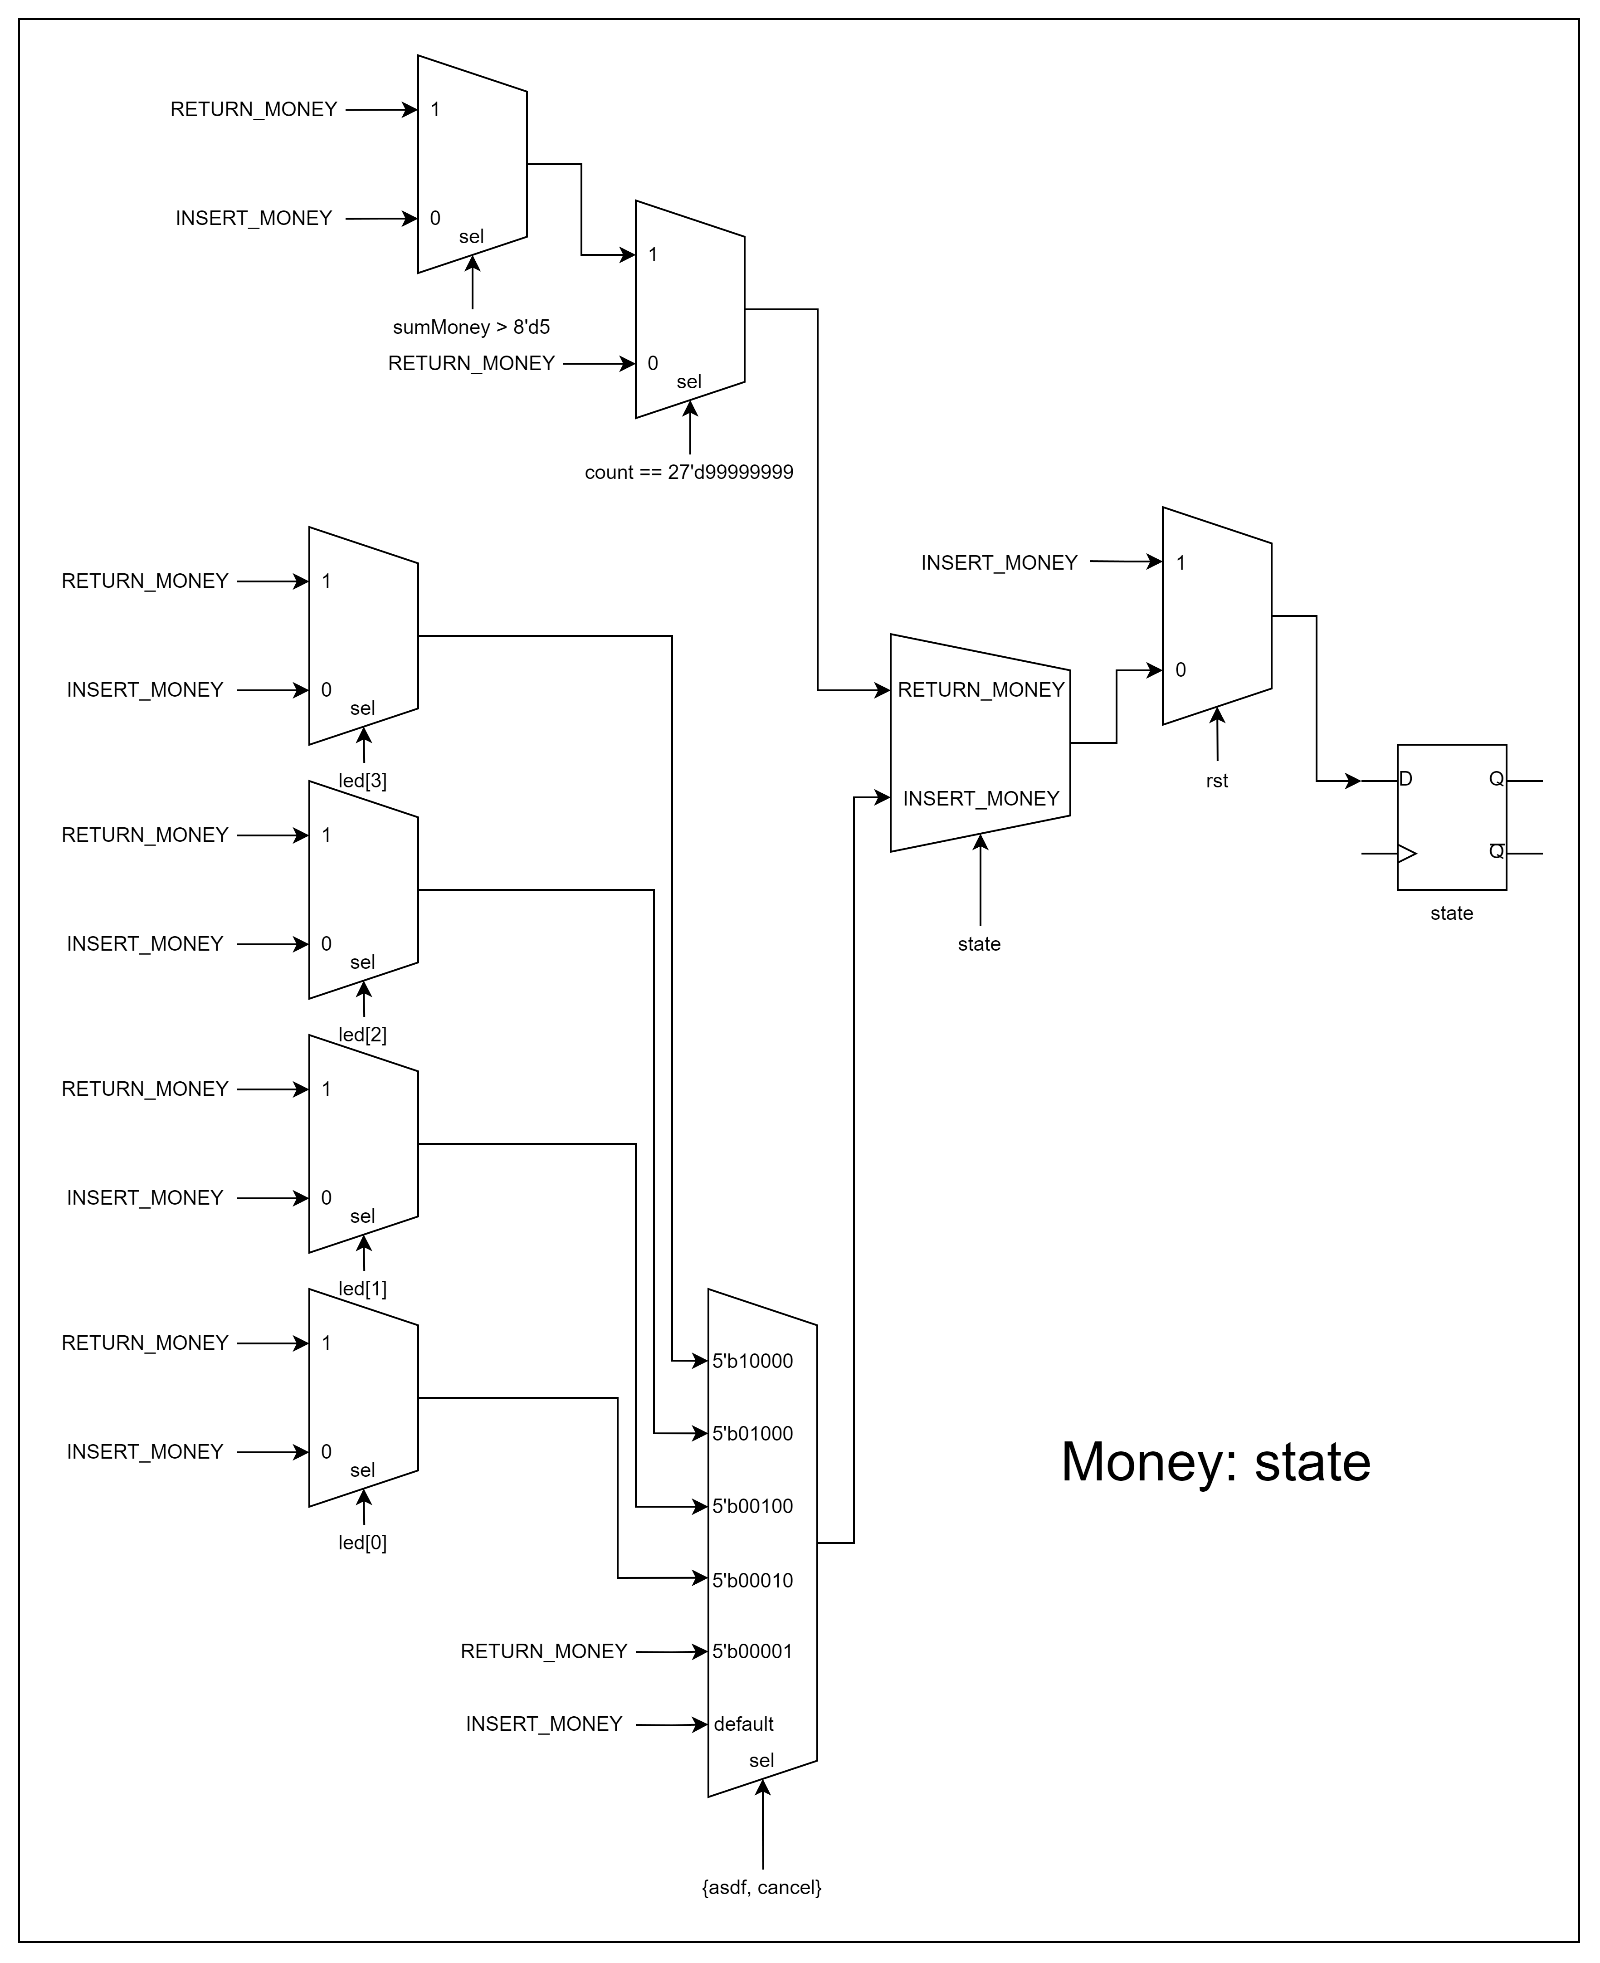 RETURN_MONEY
1
INSERT_MONEY
0
sel
sumMoney > 8'd5
1
RETURN_MONEY
0
sel
count == 27'd99999999
RETURN_MONEY
1
INSERT_MONEY
0
sel
led[3]
RETURN_MONEY
1
INSERT_MONEY
0
sel
led[2]
RETURN_MONEY
1
INSERT_MONEY
0
sel
led[1]
RETURN_MONEY
1
INSERT_MONEY
0
sel
led[0]
5'b10000
5'b01000
5'b00100
5'b00010
RETURN_MONEY
5'b00001
INSERT_MONEY
default
sel
{asdf, cancel}
RETURN_MONEY
INSERT_MONEY
state
INSERT_MONEY
1
0
rst
D
Q
Q̅
state
Money: state